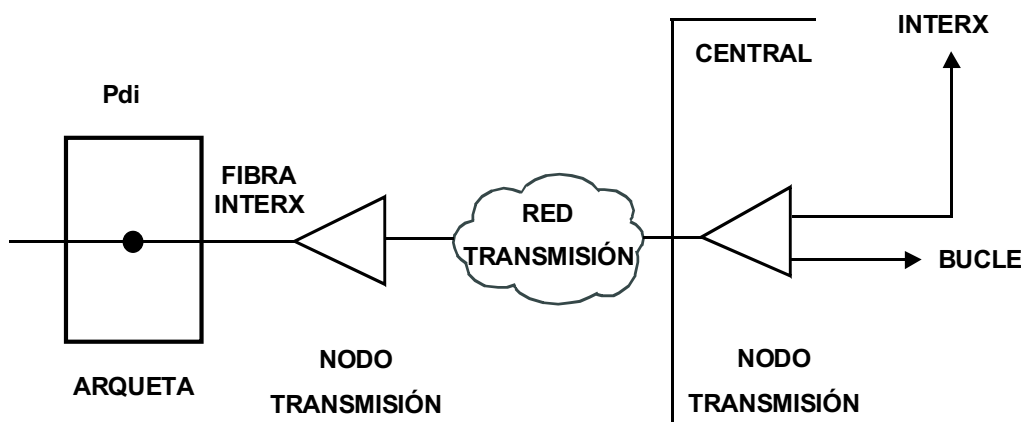 Pdi
ARQUETA
FIBRA
INTERX
NODO
TRANSMISIÓN
RED
TRANSMISIÓN
CENTRAL
INTERX
BUCLE
NODO
TRANSMISIÓN